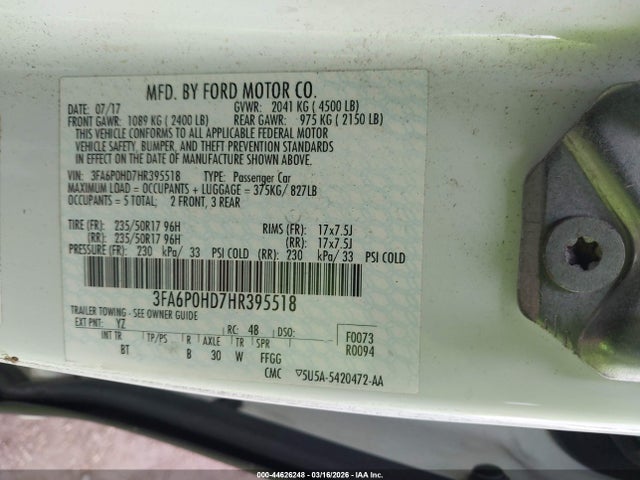 MFD. BY FORD MOTOR CO.
DATE: 07/17 GVWR: 2041 KG ( 4500 LB)
FRONT GAWR: 1089 KG ( 2400 LB) REAR GAWR: 975 KG ( 2150 LB)
THIS VEHICLE CONFORMS TO ALL APPLICABLE FEDERAL MOTOR
VEHICLE SAFETY, BUMPER, AND THEFT PREVENTION STANDARDS
IN EFFECT ON THE DATE OF MANUFACTURE SHOWN ABOVE.
VIN: 3FA6P0HD7HR395518 TYPE: Passenger Car
MAXIMUM LOAD = OCCUPANTS + LUGGAGE = 375KG/ 827LB
OCCUPANTS = 5 TOTAL; 2 FRONT, 3 REAR
TIRE (FR): 235/50R17 96H RIMS (FR): 17x7.5J
(RR): 235/50R17 96H (RR): 17x7.5J
PRESSURE (FR): 230 kPa/ 33 PSI COLD (RR): 230 kPa/ 33 PSI COLD
3FA6P0HD7HR395518
TRAILER TOWING - SEE OWNER GUIDE
EXT PNT: YZ RC: 48 DSO: F0073
INT TR TP/PS R AXLE TR SPR R0094
BT B 30 W FFGG
CMC ▽5U5A-5420472-AA
000-44626248 - 03/16/2026 - IAA Inc.